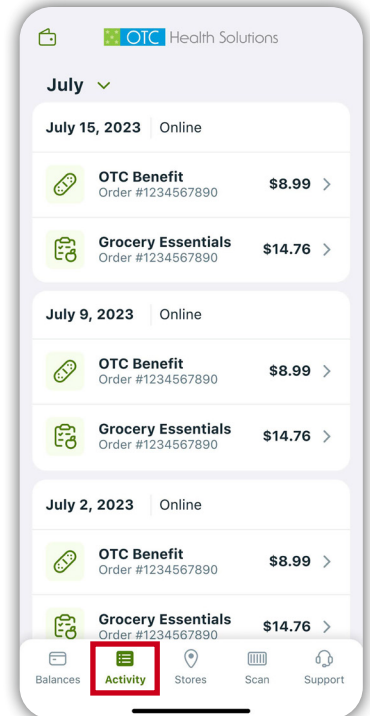 OTC Health Solutions
July
July 15, 2023 Online
OTC Benefit
Order #1234567890
$8.99
Grocery Essentials
Order #1234567890
$14.76
July 9, 2023 Online
OTC Benefit
Order #1234567890
$8.99
Grocery Essentials
Order #1234567890
$14.76
July 2, 2023 Online
OTC Benefit
Order #1234567890
$8.99
Grocery Essentials
Order #1234567890
$14.76
Balances Activity Stores Scan Support